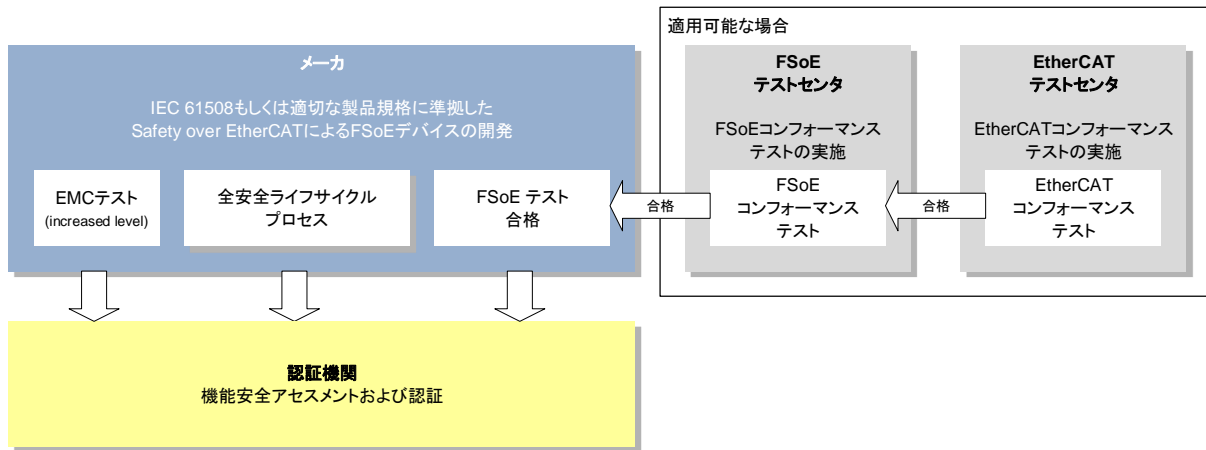 適用可能な場合
メーカ
IEC 61508もしくは適切な製品規格に準拠した
Safety over EtherCATによるFSoEデバイスの開発
EMCテスト
(increased level)
全安全ライフサイクル
プロセス
FSoE テスト
合格
合格
FSoE
テストセンタ
FSoEコンフォーマンス
テストの実施
FSoE
コンフォーマンス
テスト
合格
EtherCAT
テストセンタ
EtherCATコンフォーマンス
テストの実施
EtherCAT
コンフォーマンス
テスト
認証機関
機能安全アセスメントおよび認証